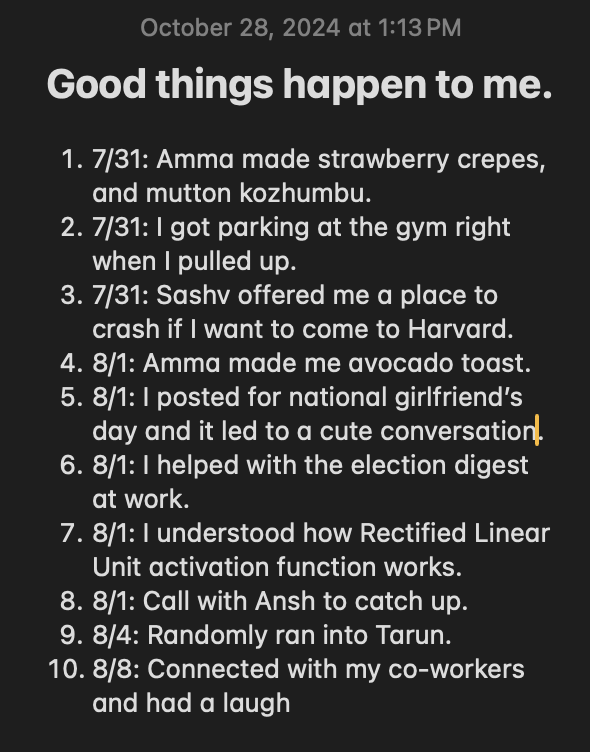 October 28, 2024 at 1:13 PM
Good things happen to me.
1. 7/31: Amma made strawberry crepes,
and mutton kozhumbu.
2. 7/31: I got parking at the gym right
when I pulled up.
3. 7/31: Sashv offered me a place to
crash if I want to come to Harvard.
4. 8/1: Amma made me avocado toast.
5. 8/1: I posted for national girlfriend’s
day and it led to a cute conversation.
6. 8/1: I helped with the election digest
at work.
7. 8/1: I understood how Rectified Linear
Unit activation function works.
8. 8/1: Call with Ansh to catch up.
9. 8/4: Randomly ran into Tarun.
10. 8/8: Connected with my co-workers
and had a laugh